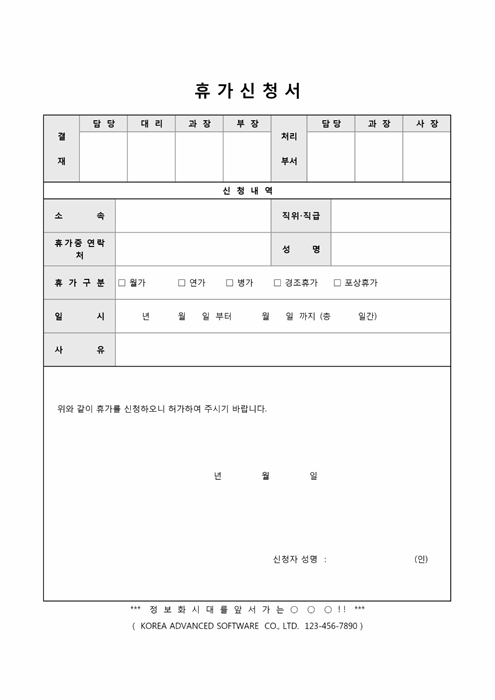 휴 가 신 청 서
결 재 담 당 대 리 과 장 부 장 처리 부서 담 당 과 장 사 장
신 청 내 역
소 속 직위·직급
휴가중 연락처 성 명
휴 가 구 분 □ 월가 □ 연가 □ 병가 □ 경조휴가 □ 포상휴가
일 시 년 월 일 부터 월 일 까지 (총 일간)
사 유
위와 같이 휴가를 신청하오니 허가하여 주시기 바랍니다.
년 월 일
신청자 성명 : (인)
*** 정 보 화 시 대 를 앞 서 가 는 ○ ○ ○ ! ! ***
( KOREA ADVANCED SOFTWARE CO., LTD. 123-456-7890 )